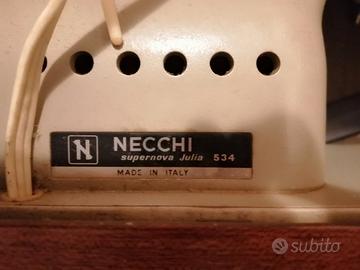 N NECCHI
supernova Julia 534
MADE IN ITALY
subito